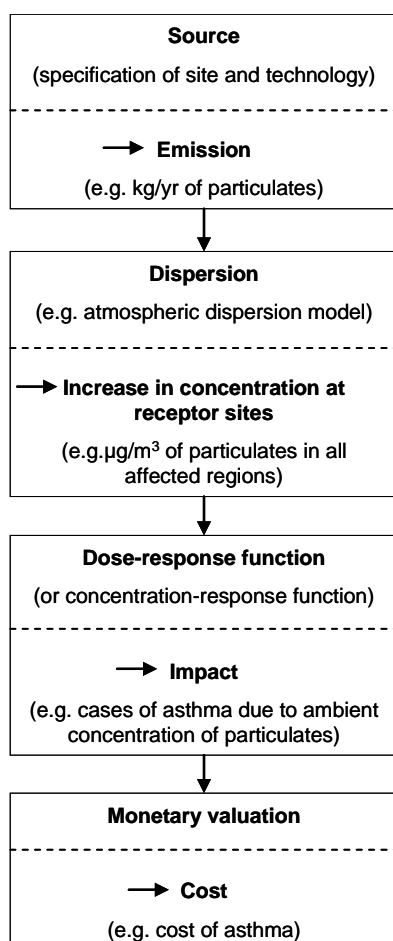 Source
(specification of site and technology)
Emission
(e.g. kg/yr of particulates)
Dispersion
(e.g. atmospheric dispersion model)
Increase in concentration at
receptor sites
(e.g.µg/m³ of particulates in all
affected regions)
Dose-response function
(or concentration-response function)
Impact
(e.g. cases of asthma due to ambient
concentration of particulates)
Monetary valuation
Cost
(e.g. cost of asthma)